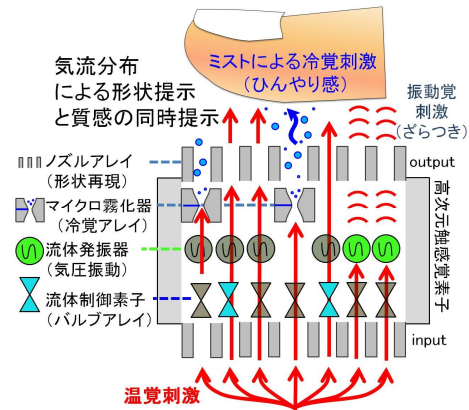 ミストによる冷覚刺激
(ひんやり感)
気流分布
による形状提示
と質感の同時提示
振動覚
刺激
(ざらつき)
ノズルアレイ
(形状再現)
output
マイクロ霧化器
(冷覚アレイ)
高次元触感覚素子
流体発振器
(気圧振動)
流体制御素子
(バルブアレイ)
input
温覚刺激